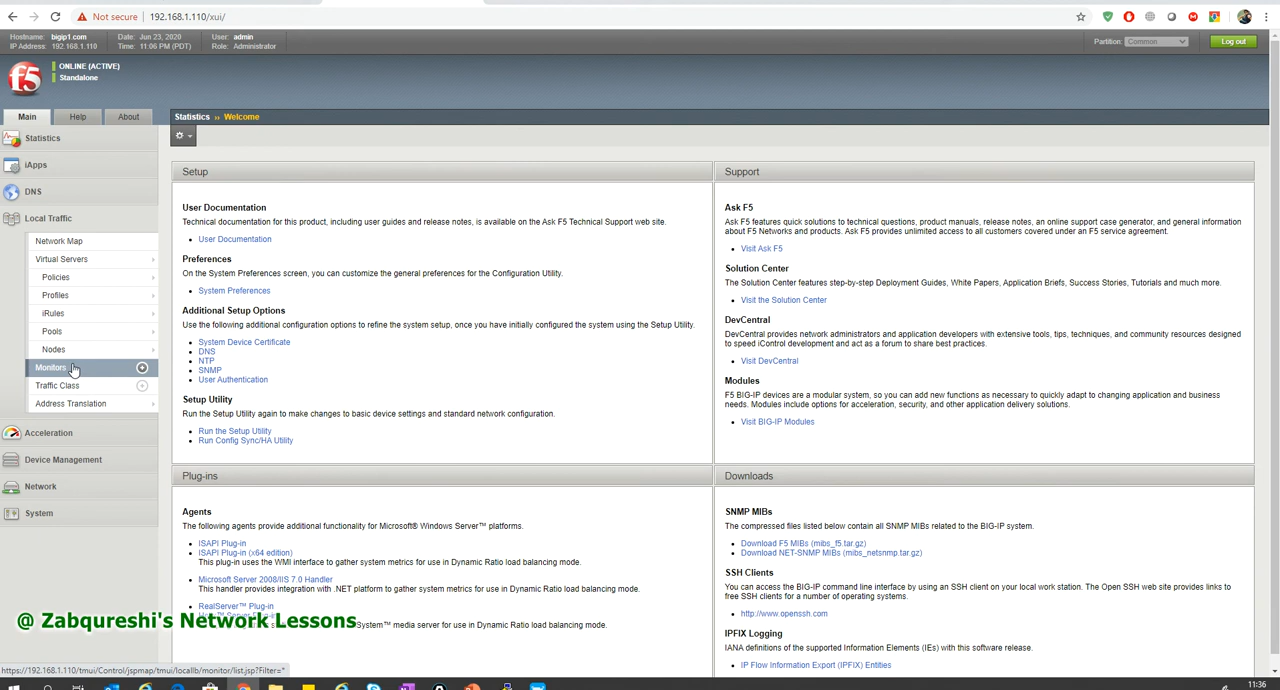 Not secure | 192.168.1.110/xui/
Hostname: bigip1.com
IP Address: 192.168.1.110
Date: Jun 23, 2020
Time: 11:06 PM (PDT)
User: admin
Role: Administrator
Partition: Common
Log out
f5
ONLINE (ACTIVE)
Standalone
Main
Help
About
Statistics
iApps
DNS
Local Traffic
Network Map
Virtual Servers
Policies
Profiles
iRules
Pools
Nodes
Monitors
Traffic Class
Address Translation
Acceleration
Device Management
Network
System
Statistics ›› Welcome
Setup
User Documentation
Technical documentation for this product, including user guides and release notes, is available on the Ask F5 Technical Support web site.
User Documentation
Preferences
On the System Preferences screen, you can customize the general preferences for the Configuration Utility.
System Preferences
Additional Setup Options
Use the following additional configuration options to refine the system setup, once you have initially configured the system using the Setup Utility.
System Device Certificate
DNS
NTP
SNMP
User Authentication
Setup Utility
Run the Setup Utility again to make changes to basic device settings and standard network configuration.
Run the Setup Utility
Run Config Sync/HA Utility
Support
Ask F5
Ask F5 features quick solutions to technical questions, product manuals, release notes, an online support case generator, and general information
about F5 Networks and products. Ask F5 provides unlimited access to all customers covered under an F5 service agreement.
Visit Ask F5
Solution Center
The Solution Center features step-by-step Deployment Guides, White Papers, Application Briefs, Success Stories, Tutorials and much more.
Visit the Solution Center
DevCentral
DevCentral provides network administrators and application developers with extensive tools, tips, techniques, and community resources designed
to speed iControl development and act as a forum to share best practices.
Visit DevCentral
Modules
F5 BIG-IP devices are a modular system, so you can add new functions as necessary to quickly adapt to changing application and business
needs. Modules include options for acceleration, security, and other application delivery solutions.
Visit BIG-IP Modules
Plug-ins
Agents
The following agents provide additional functionality for Microsoft® Windows Server™ platforms.
ISAPI Plug-in
ISAPI Plug-in (x64 edition)
This plug-in uses the WMI interface to gather system metrics for use in Dynamic Ratio load balancing mode.
Microsoft Server 2008/IIS 7.0 Handler
This handler provides integration with .NET platform to gather system metrics for use in Dynamic Ratio load balancing mode.
RealServer™ Plug-in
System™ media server for use in Dynamic Ratio load balancing mode.
Downloads
SNMP MIBs
The compressed files listed below contain all SNMP MIBs related to the BIG-IP system.
Download F5 MIBs (mibs_f5.tar.gz)
Download NET-SNMP MIBs (mibs_netsnmp.tar.gz)
SSH Clients
You can access the BIG-IP command line interface by using an SSH client on your local work station. The Open SSH web site provides links to
free SSH clients for a number of operating systems.
http://www.openssh.com
IPFIX Logging
IANA definitions of the supported Information Elements (IEs) with this software release.
IP Flow Information Export (IPFIX) Entities
@ Zabqureshi's Network Lessons
https://192.168.1.110/tmui/Control/jspmap/tmui/locallb/monitor/list.jsp?Filter=*
11:36